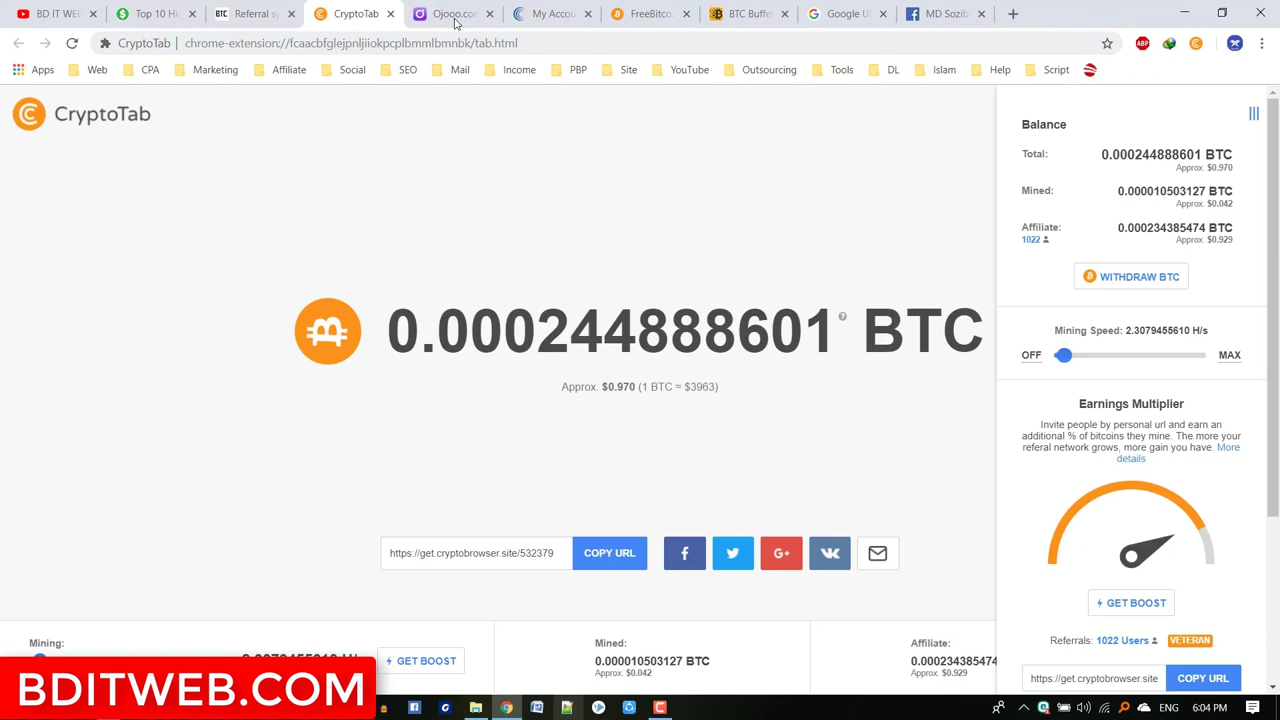 BD IT WEB
Top 10 Hi
BTC Referral s
CryptoTab
Ojooo.co
My Accou
FreeBitco
BTC Buffe
Google U
MD Sozib
CryptoTab | chrome-extension://fcaacbfglejpnljiiokpcplbmmlbmnbk/tab.html
ABP
Apps Web CPA Marketing Affiliate Social SEO Mail Income PBP Site YouTube Outsourcing Tools DL Islam Help Script
CryptoTab
0.000244888601 BTC
Approx. $0.970 (1 BTC ≈ $3963)
https://get.cryptobrowser.site/532379 COPY URL
Balance
Total: 0.000244888601 BTC
Approx. $0.970
Mined: 0.000010503127 BTC
Approx. $0.042
Affiliate: 0.000234385474 BTC
1022 Approx. $0.929
WITHDRAW BTC
Mining Speed: 2.3079455610 H/s
OFF MAX
Earnings Multiplier
Invite people by personal url and earn an
additional % of bitcoins they mine. The more your
referal network grows, more gain you have. More
details
GET BOOST
Referrals: 1022 Users VETERAN
https://get.cryptobrowser.site COPY URL
Mining:
GET BOOST
Mined:
0.000010503127 BTC
Approx. $0.042
Affiliate:
0.000234385474
Approx. $0.929
BDITWEB.COM
ENG 6:04 PM